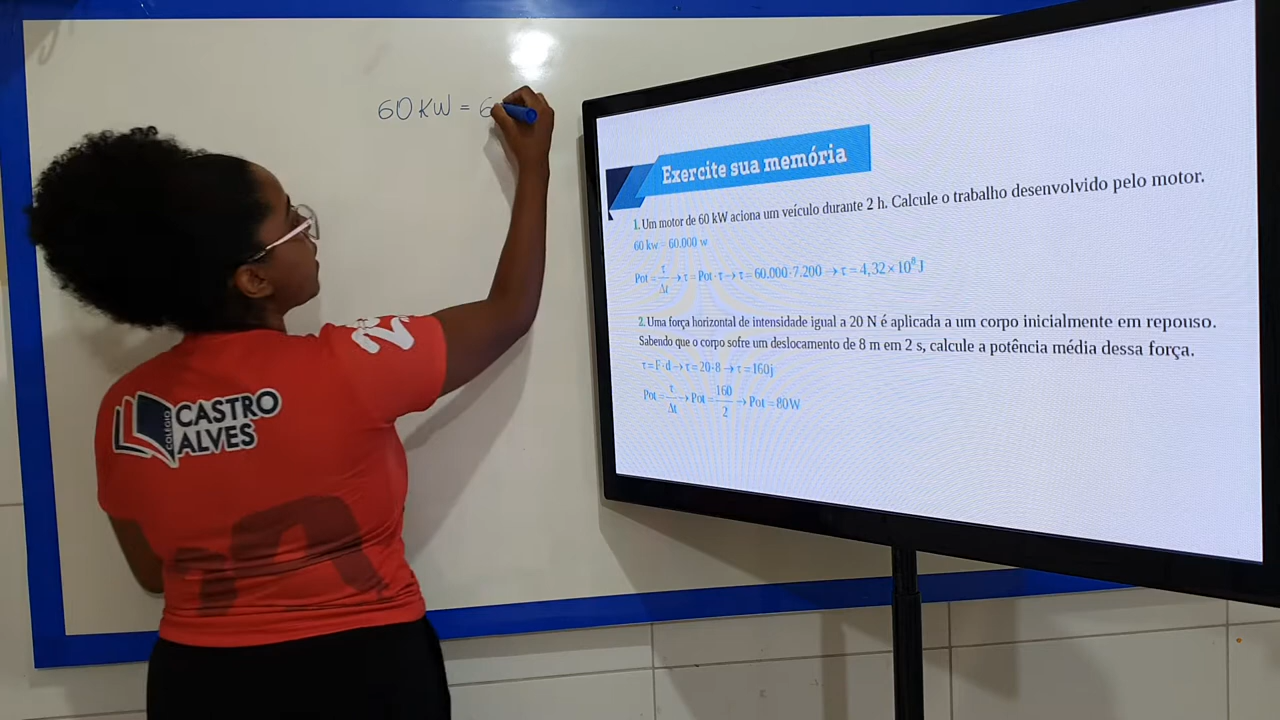 60 KW = 6
Exercite sua memória
1. Um motor de 60 kW aciona um veículo durante 2 h. Calcule o trabalho desenvolvido pelo motor.
60 kw = 60.000 w
Pot = τ/Δt → τ = Pot · τ → τ = 60.000·7.200 → τ = 4,32×10⁸ J
2. Uma força horizontal de intensidade igual a 20 N é aplicada a um corpo inicialmente em repouso.
Sabendo que o corpo sofre um deslocamento de 8 m em 2 s, calcule a potência média dessa força.
τ = F · d → τ = 20·8 → τ = 160j
Pot = τ/Δt → Pot = 160/2 → Pot = 80W
COLÉGIO
CASTRO
ALVES